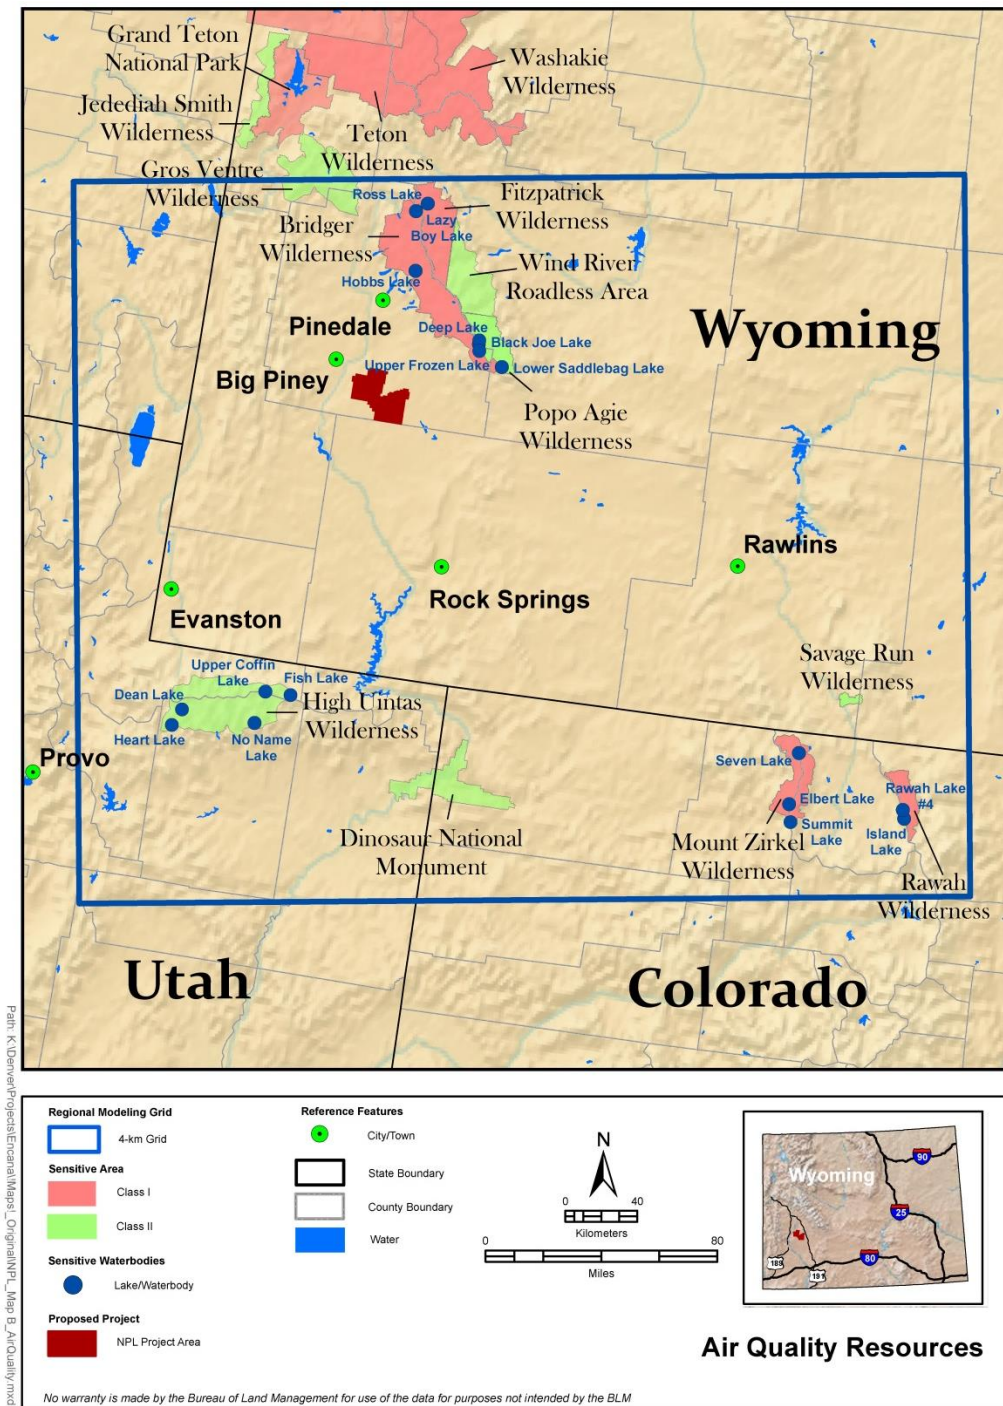 Grand Teton
National Park
Washakie
Wilderness
Jedediah Smith
Wilderness
Teton
Wilderness
Gros Ventre
Wilderness
Ross Lake
Fitzpatrick
Wilderness
Lazy
Boy Lake
Bridger
Wilderness
Wind River
Roadless Area
Hobbs Lake
Pinedale
Deep Lake
Black Joe Lake
Wyoming
Big Piney
Upper Frozen Lake
Lower Saddlebag Lake
Popo Agie
Wilderness
Rawlins
Rock Springs
Evanston
Savage Run
Wilderness
Upper Coffin
Lake
Fish Lake
Dean Lake
High Uintas
Wilderness
Heart Lake
No Name
Lake
Provo
Seven Lake
Elbert Lake
Rawah Lake
#4
Summit
Lake
Island
Lake
Dinosaur National
Monument
Mount Zirkel
Wilderness
Rawah
Wilderness
Utah
Colorado
Path: K:\Denver\Projects\Encana\Maps\_Original\NPL_Map B_AirQuality.mxd
Regional Modeling Grid
4-km Grid
Sensitive Area
Class I
Class II
Sensitive Waterbodies
Lake/Waterbody
Proposed Project
NPL Project Area
Reference Features
City/Town
State Boundary
County Boundary
Water
N
0 40
Kilometers
0 80
Miles
Wyoming
90
25
80
189
191
Air Quality Resources
No warranty is made by the Bureau of Land Management for use of the data for purposes not intended by the BLM